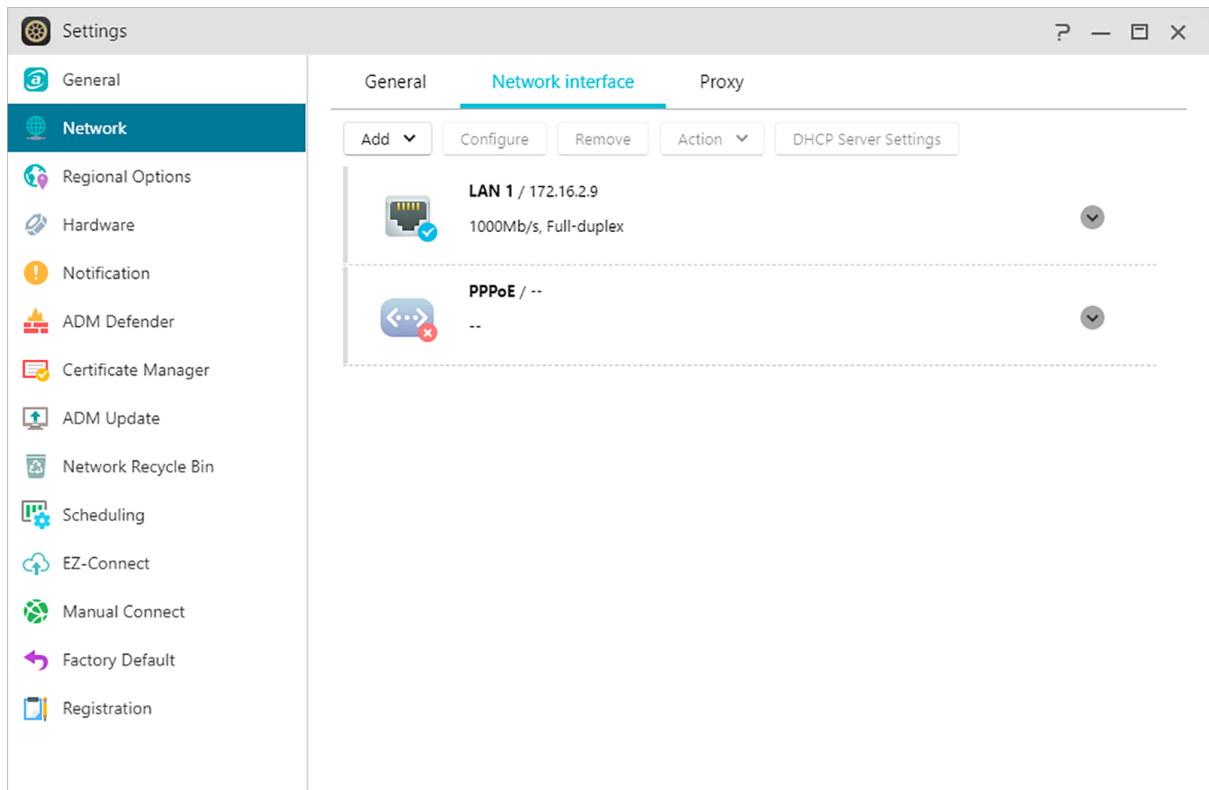 Settings
General
Network
Regional Options
Hardware
Notification
ADM Defender
Certificate Manager
ADM Update
Network Recycle Bin
Scheduling
EZ-Connect
Manual Connect
Factory Default
Registration
General Network interface Proxy
Add Configure Remove Action DHCP Server Settings
LAN 1 / 172.16.2.9
1000Mb/s, Full-duplex
PPPoE / --
--